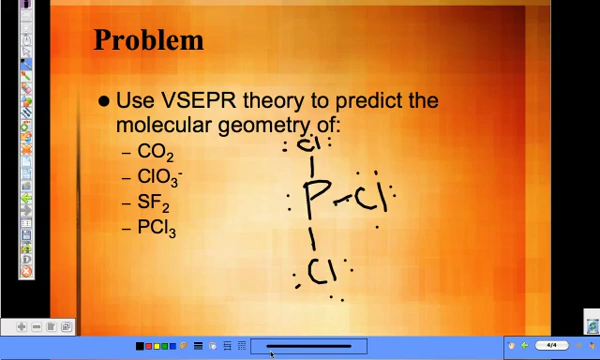 Problem
● Use VSEPR theory to predict the
molecular geometry of:
– CO₂
– ClO₃⁻
– SF₂
– PCl₃
Cl
P – Cl
Cl
4/4